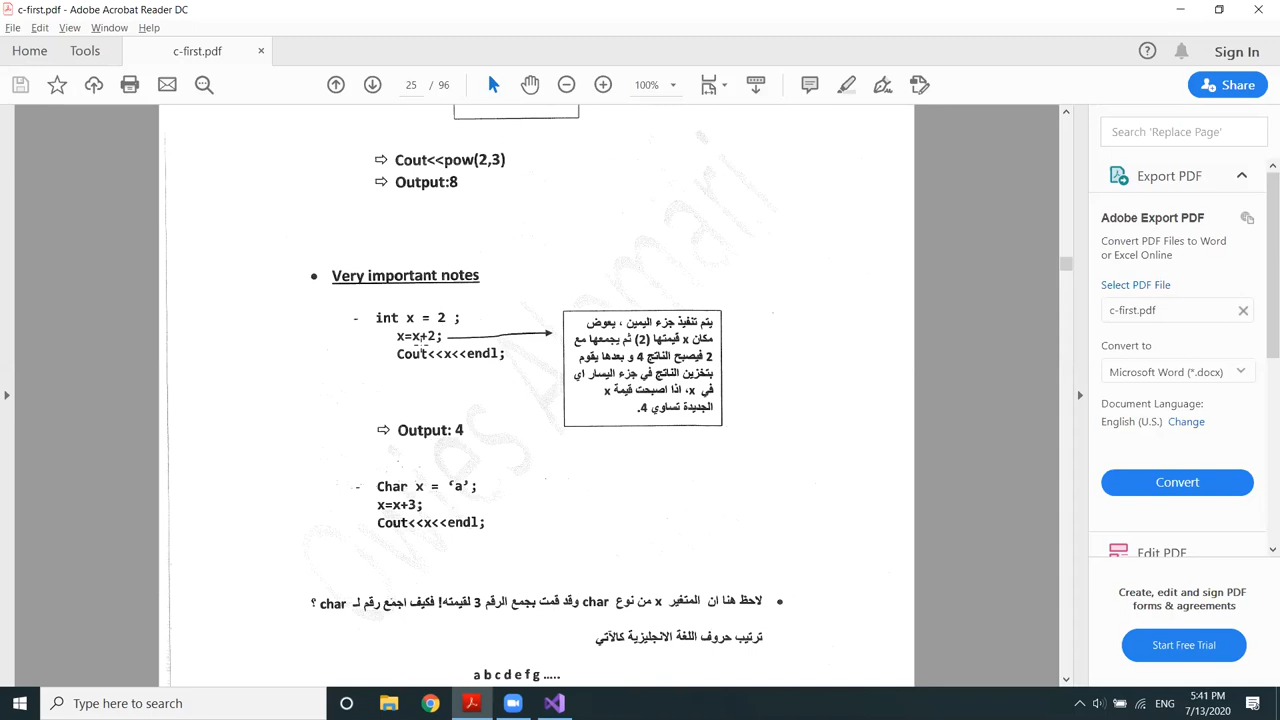 c-first.pdf - Adobe Acrobat Reader DC
File Edit View Window Help
Home Tools c-first.pdf × Sign In
25 / 96 100% Share
Cout<<pow(2,3)
Output:8
Very important notes
- int x = 2 ;
x=x+2;
Cout<<x<<endl;
يتم تنفيذ جزء اليمين ، يعوض
مكان x قيمتها (2) ثم يجمعها مع
2 فيصبح الناتج 4 و بعدها يقوم
بتخزين الناتج في جزء اليسار اي
في x، اذا اصبحت قيمة x
الجديدة تساوي 4.
Output: 4
- Char x = ‘a’;
x=x+3;
Cout<<x<<endl;
لاحظ هنا ان المتغير x من نوع char وقد قمت بجمع الرقم 3 لقيمته! فكيف اجمع رقم لـ char ؟
ترتيب حروف اللغة الانجليزية كالآتي
a b c d e f g .....
Search 'Replace Page'
Export PDF
Adobe Export PDF
Convert PDF Files to Word
or Excel Online
Select PDF File
c-first.pdf
Convert to
Microsoft Word (*.docx)
Document Language:
English (U.S.) Change
Convert
Edit PDF
Create, edit and sign PDF
forms & agreements
Start Free Trial
Type here to search
ENG
5:41 PM
7/13/2020